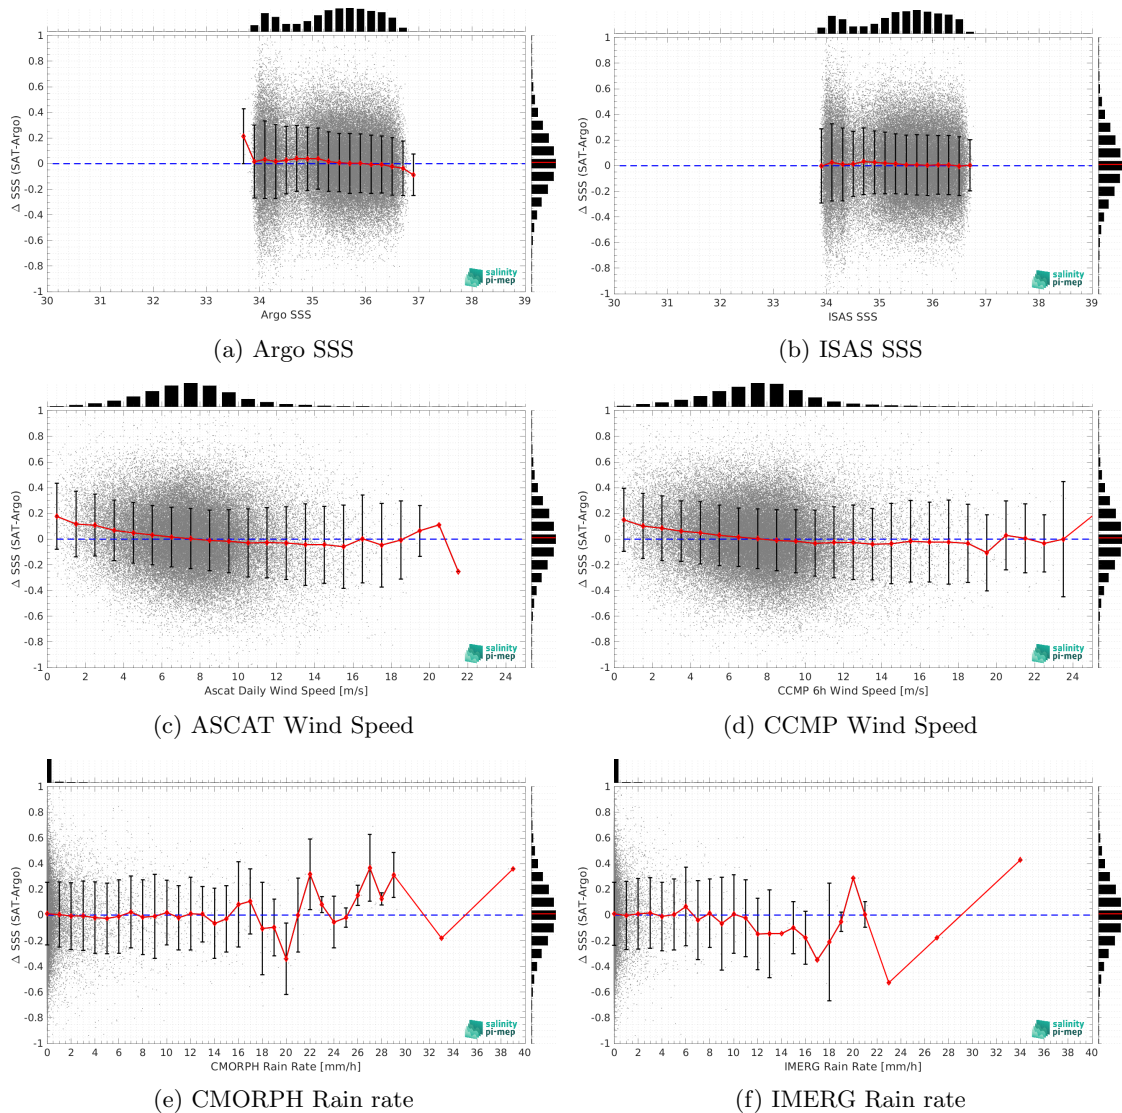 1
0.8
0.6
0.4
0.2
0
-0.2
-0.4
-0.6
-0.8
-1
Δ SSS (SAT-Argo)
30 31 32 33 34 35 36 37 38 39
Argo SSS
salinity
pi-mep
(a) Argo SSS
1
0.8
0.6
0.4
0.2
0
-0.2
-0.4
-0.6
-0.8
-1
Δ SSS (SAT-Argo)
30 31 32 33 34 35 36 37 38 39
ISAS SSS
salinity
pi-mep
(b) ISAS SSS
1
0.8
0.6
0.4
0.2
0
-0.2
-0.4
-0.6
-0.8
-1
Δ SSS (SAT-Argo)
0 2 4 6 8 10 12 14 16 18 20 22 24
Ascat Daily Wind Speed [m/s]
salinity
pi-mep
(c) ASCAT Wind Speed
1
0.8
0.6
0.4
0.2
0
-0.2
-0.4
-0.6
-0.8
-1
Δ SSS (SAT-Argo)
0 2 4 6 8 10 12 14 16 18 20 22 24
CCMP 6h Wind Speed [m/s]
salinity
pi-mep
(d) CCMP Wind Speed
1
0.8
0.6
0.4
0.2
0
-0.2
-0.4
-0.6
-0.8
-1
Δ SSS (SAT-Argo)
0 2 4 6 8 10 12 14 16 18 20 22 24 26 28 30 32 34 36 38 40
CMORPH Rain Rate [mm/h]
salinity
pi-mep
(e) CMORPH Rain rate
1
0.8
0.6
0.4
0.2
0
-0.2
-0.4
-0.6
-0.8
-1
Δ SSS (SAT-Argo)
0 2 4 6 8 10 12 14 16 18 20 22 24 26 28 30 32 34 36 38 40
IMERG Rain Rate [mm/h]
salinity
pi-mep
(f) IMERG Rain rate